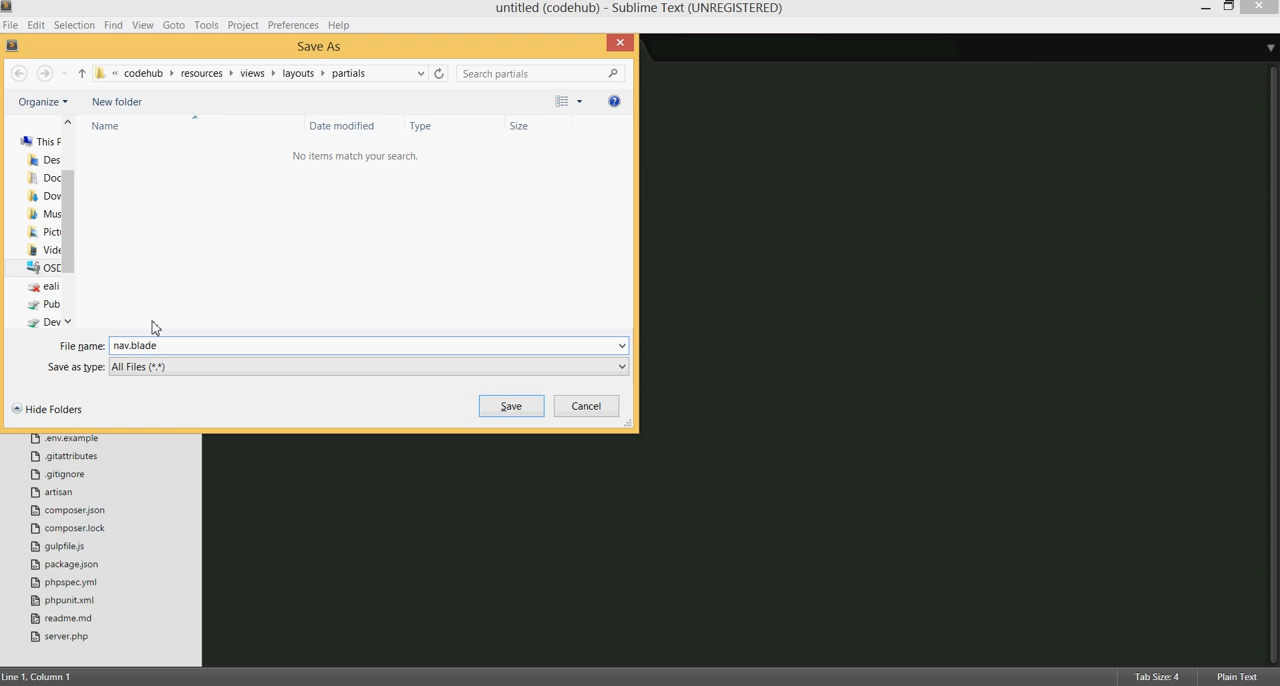 untitled (codehub) - Sublime Text (UNREGISTERED)
File Edit Selection Find View Goto Tools Project Preferences Help
Save As
« codehub resources views layouts partials
Search partials
Organize
New folder
Name Date modified Type Size
No items match your search.
This P
Des
Doc
Dow
Mus
Pictu
Vide
OSD
eali
Pub
Dev
File name: nav.blade
Save as type: All Files (*.*)
Hide Folders
Save
Cancel
.env.example
.gitattributes
.gitignore
artisan
composer.json
composer.lock
gulpfile.js
package.json
phpspec.yml
phpunit.xml
readme.md
server.php
Line 1, Column 1
Tab Size: 4
Plain Text